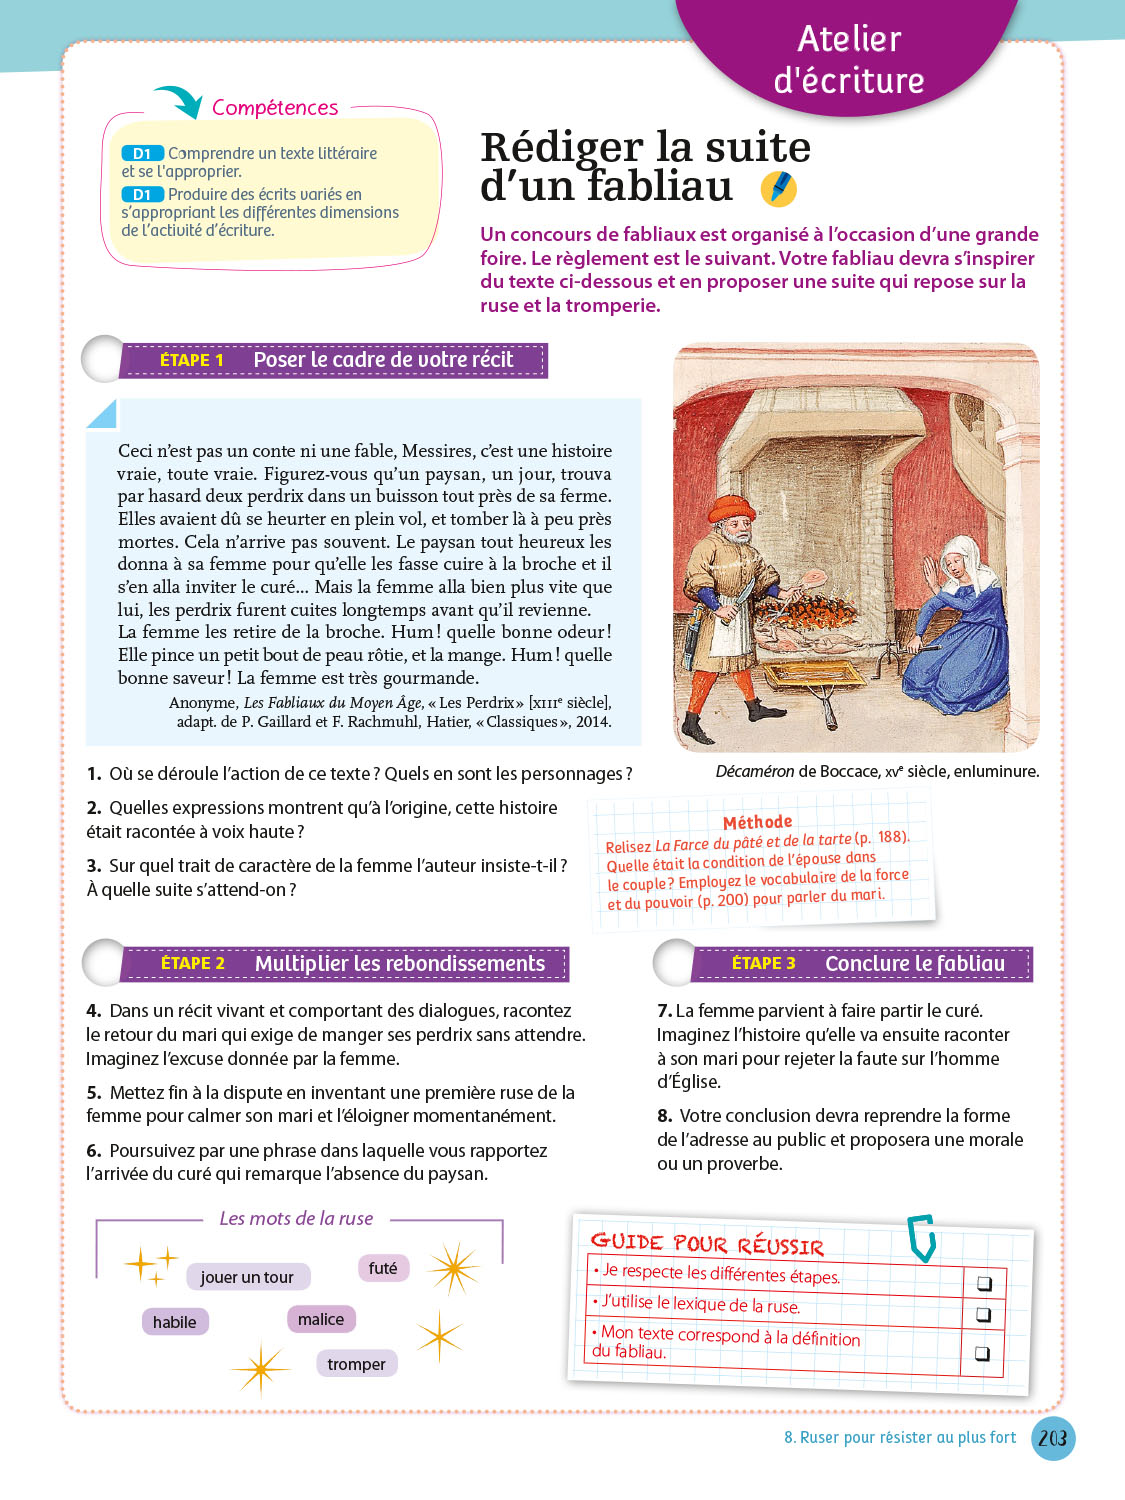 Atelier
d'écriture
Compétences
D1 Comprendre un texte littéraire
et se l'approprier.
D1 Produire des écrits variés en
s'appropriant les différentes dimensions
de l'activité d'écriture.
Rédiger la suite
d'un fabliau
Un concours de fabliaux est organisé à l'occasion d'une grande
foire. Le règlement est le suivant. Votre fabliau devra s'inspirer
du texte ci-dessous et en proposer une suite qui repose sur la
ruse et la tromperie.
ÉTAPE 1 Poser le cadre de votre récit
Ceci n'est pas un conte ni une fable, Messires, c'est une histoire
vraie, toute vraie. Figurez-vous qu'un paysan, un jour, trouva
par hasard deux perdrix dans un buisson tout près de sa ferme.
Elles avaient dû se heurter en plein vol, et tomber là à peu près
mortes. Cela n'arrive pas souvent. Le paysan tout heureux les
donna à sa femme pour qu'elle les fasse cuire à la broche et il
s'en alla inviter le curé... Mais la femme alla bien plus vite que
lui, les perdrix furent cuites longtemps avant qu'il revienne.
La femme les retire de la broche. Hum ! quelle bonne odeur !
Elle pince un petit bout de peau rôtie, et la mange. Hum ! quelle
bonne saveur ! La femme est très gourmande.
Anonyme, Les Fabliaux du Moyen Âge, « Les Perdrix » [XIIIe siècle],
adapt. de P. Gaillard et F. Rachmuhl, Hatier, « Classiques », 2014.
Décaméron de Boccace, XVe siècle, enluminure.
1. Où se déroule l'action de ce texte ? Quels en sont les personnages ?
2. Quelles expressions montrent qu'à l'origine, cette histoire
était racontée à voix haute ?
3. Sur quel trait de caractère de la femme l'auteur insiste-t-il ?
À quelle suite s'attend-on ?
Méthode
Relisez La Farce du pâté et de la tarte (p. 188).
Quelle était la condition de l'épouse dans
le couple ? Employez le vocabulaire de la force
et du pouvoir (p. 200) pour parler du mari.
ÉTAPE 2 Multiplier les rebondissements
4. Dans un récit vivant et comportant des dialogues, racontez
le retour du mari qui exige de manger ses perdrix sans attendre.
Imaginez l'excuse donnée par la femme.
5. Mettez fin à la dispute en inventant une première ruse de la
femme pour calmer son mari et l'éloigner momentanément.
6. Poursuivez par une phrase dans laquelle vous rapportez
l'arrivée du curé qui remarque l'absence du paysan.
ÉTAPE 3 Conclure le fabliau
7. La femme parvient à faire partir le curé.
Imaginez l'histoire qu'elle va ensuite raconter
à son mari pour rejeter la faute sur l'homme
d'Église.
8. Votre conclusion devra reprendre la forme
de l'adresse au public et proposera une morale
ou un proverbe.
Les mots de la ruse
jouer un tour
futé
habile
malice
tromper
GUIDE POUR RÉUSSIR
• Je respecte les différentes étapes. ❏
• J'utilise le lexique de la ruse. ❏
• Mon texte correspond à la définition
du fabliau. ❏
8. Ruser pour résister au plus fort 203